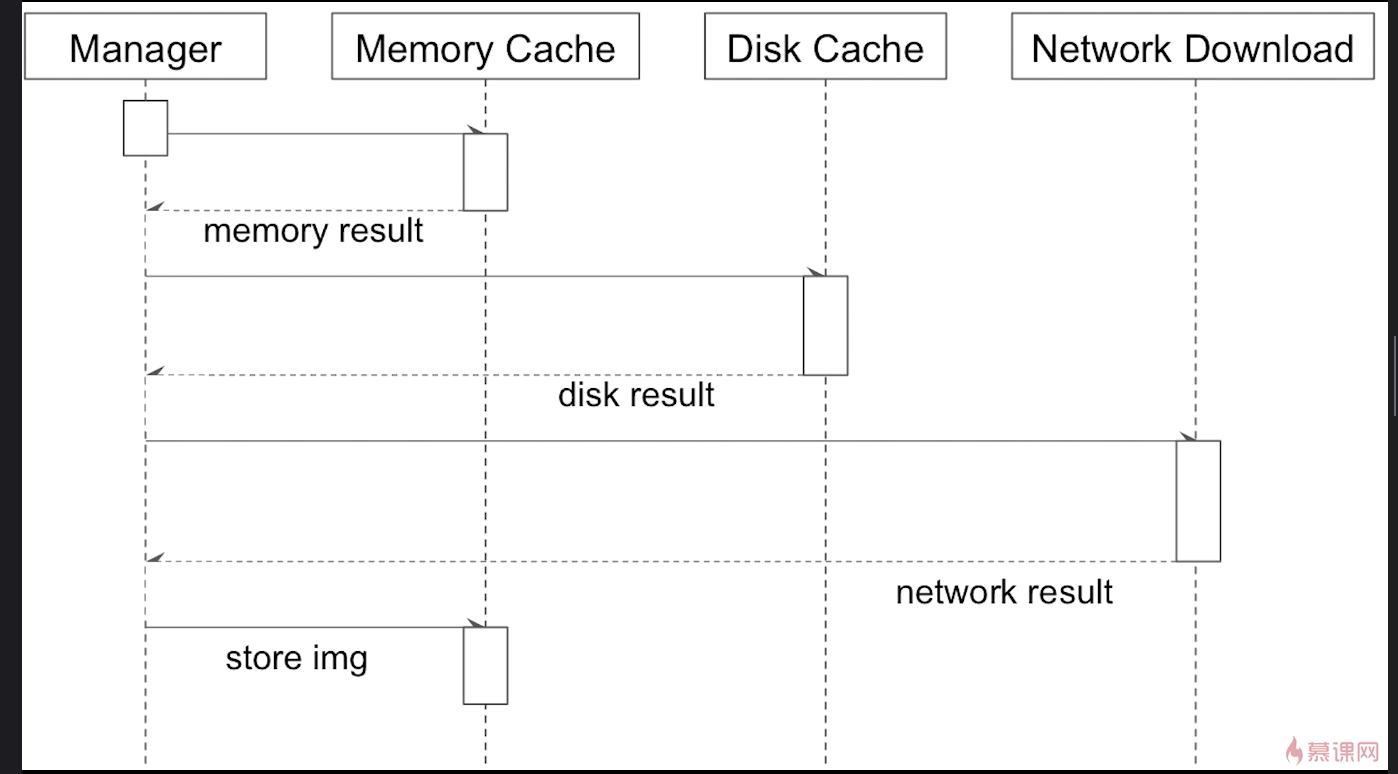 Manager
Memory Cache
Disk Cache
Network Download
memory result
disk result
network result
store img
慕课网